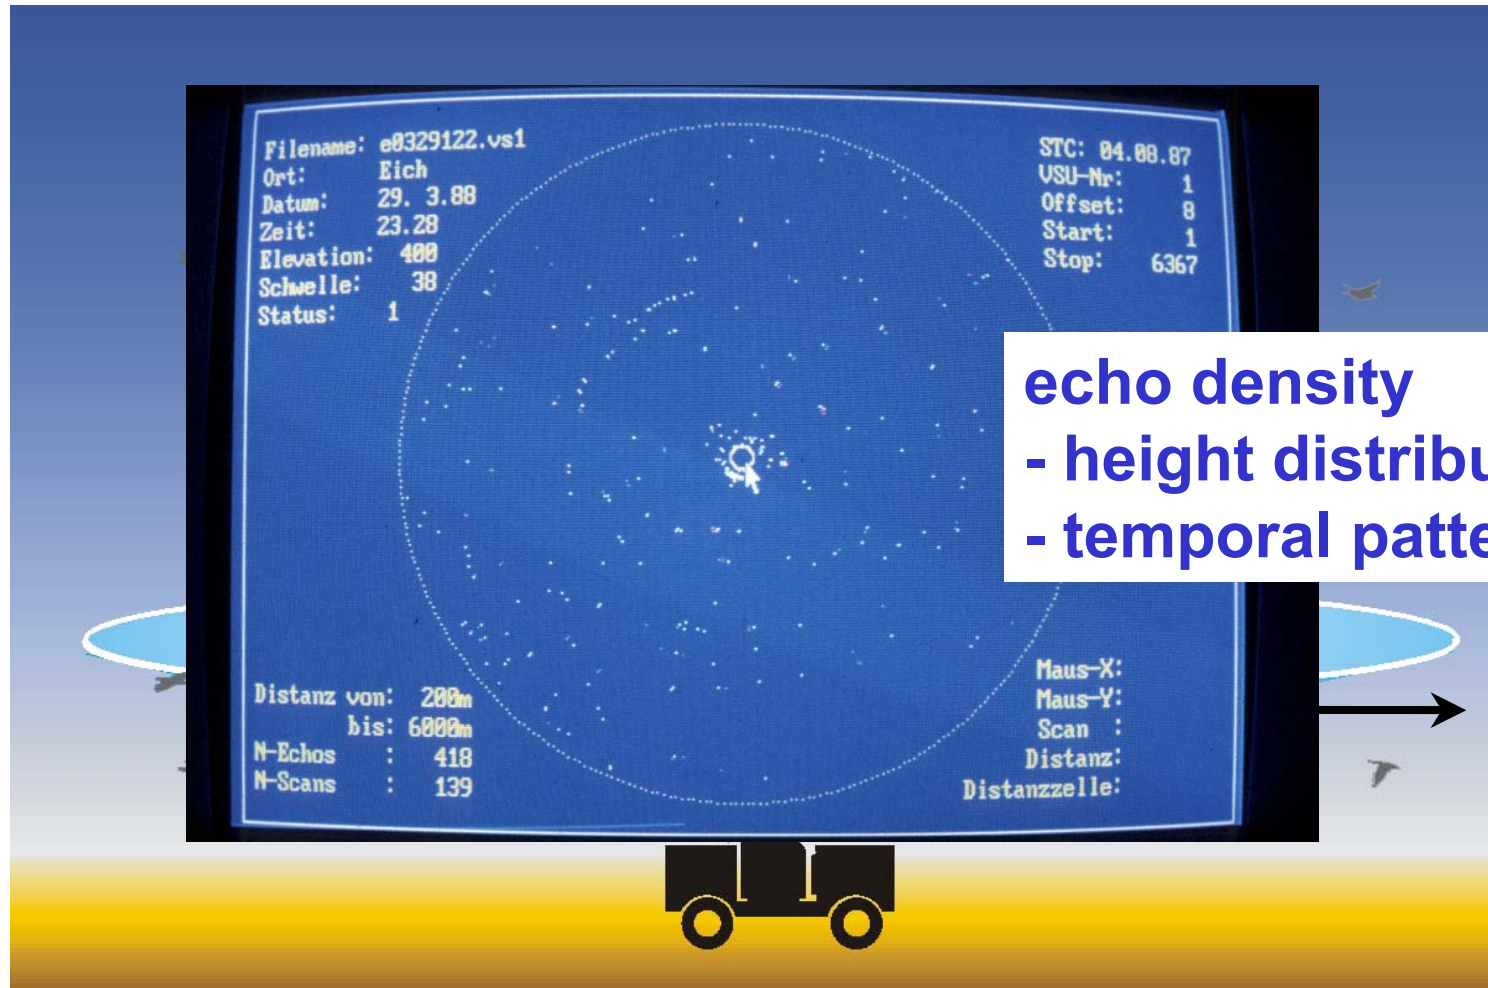 Filename: e0329122.vs1
Ort: Eich
Datum: 29. 3.88
Zeit: 23.28
Elevation: 400
Schwelle: 38
Status: 1
STC: 04.08.87
VSU-Nr: 1
Offset: 8
Start: 1
Stop: 6367
echo density
- height distribu
- temporal patte
Distanz von: 200m
bis: 6000m
N-Echos : 418
N-Scans : 139
Maus-X:
Maus-Y:
Scan :
Distanz:
Distanzzelle: